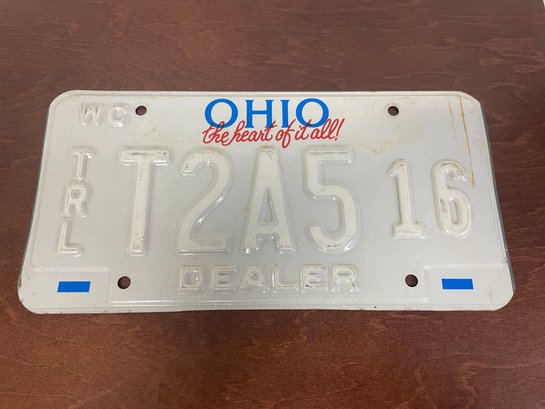 WC OHIO
the heart of it all!
TRL T2A5 16
DEALER